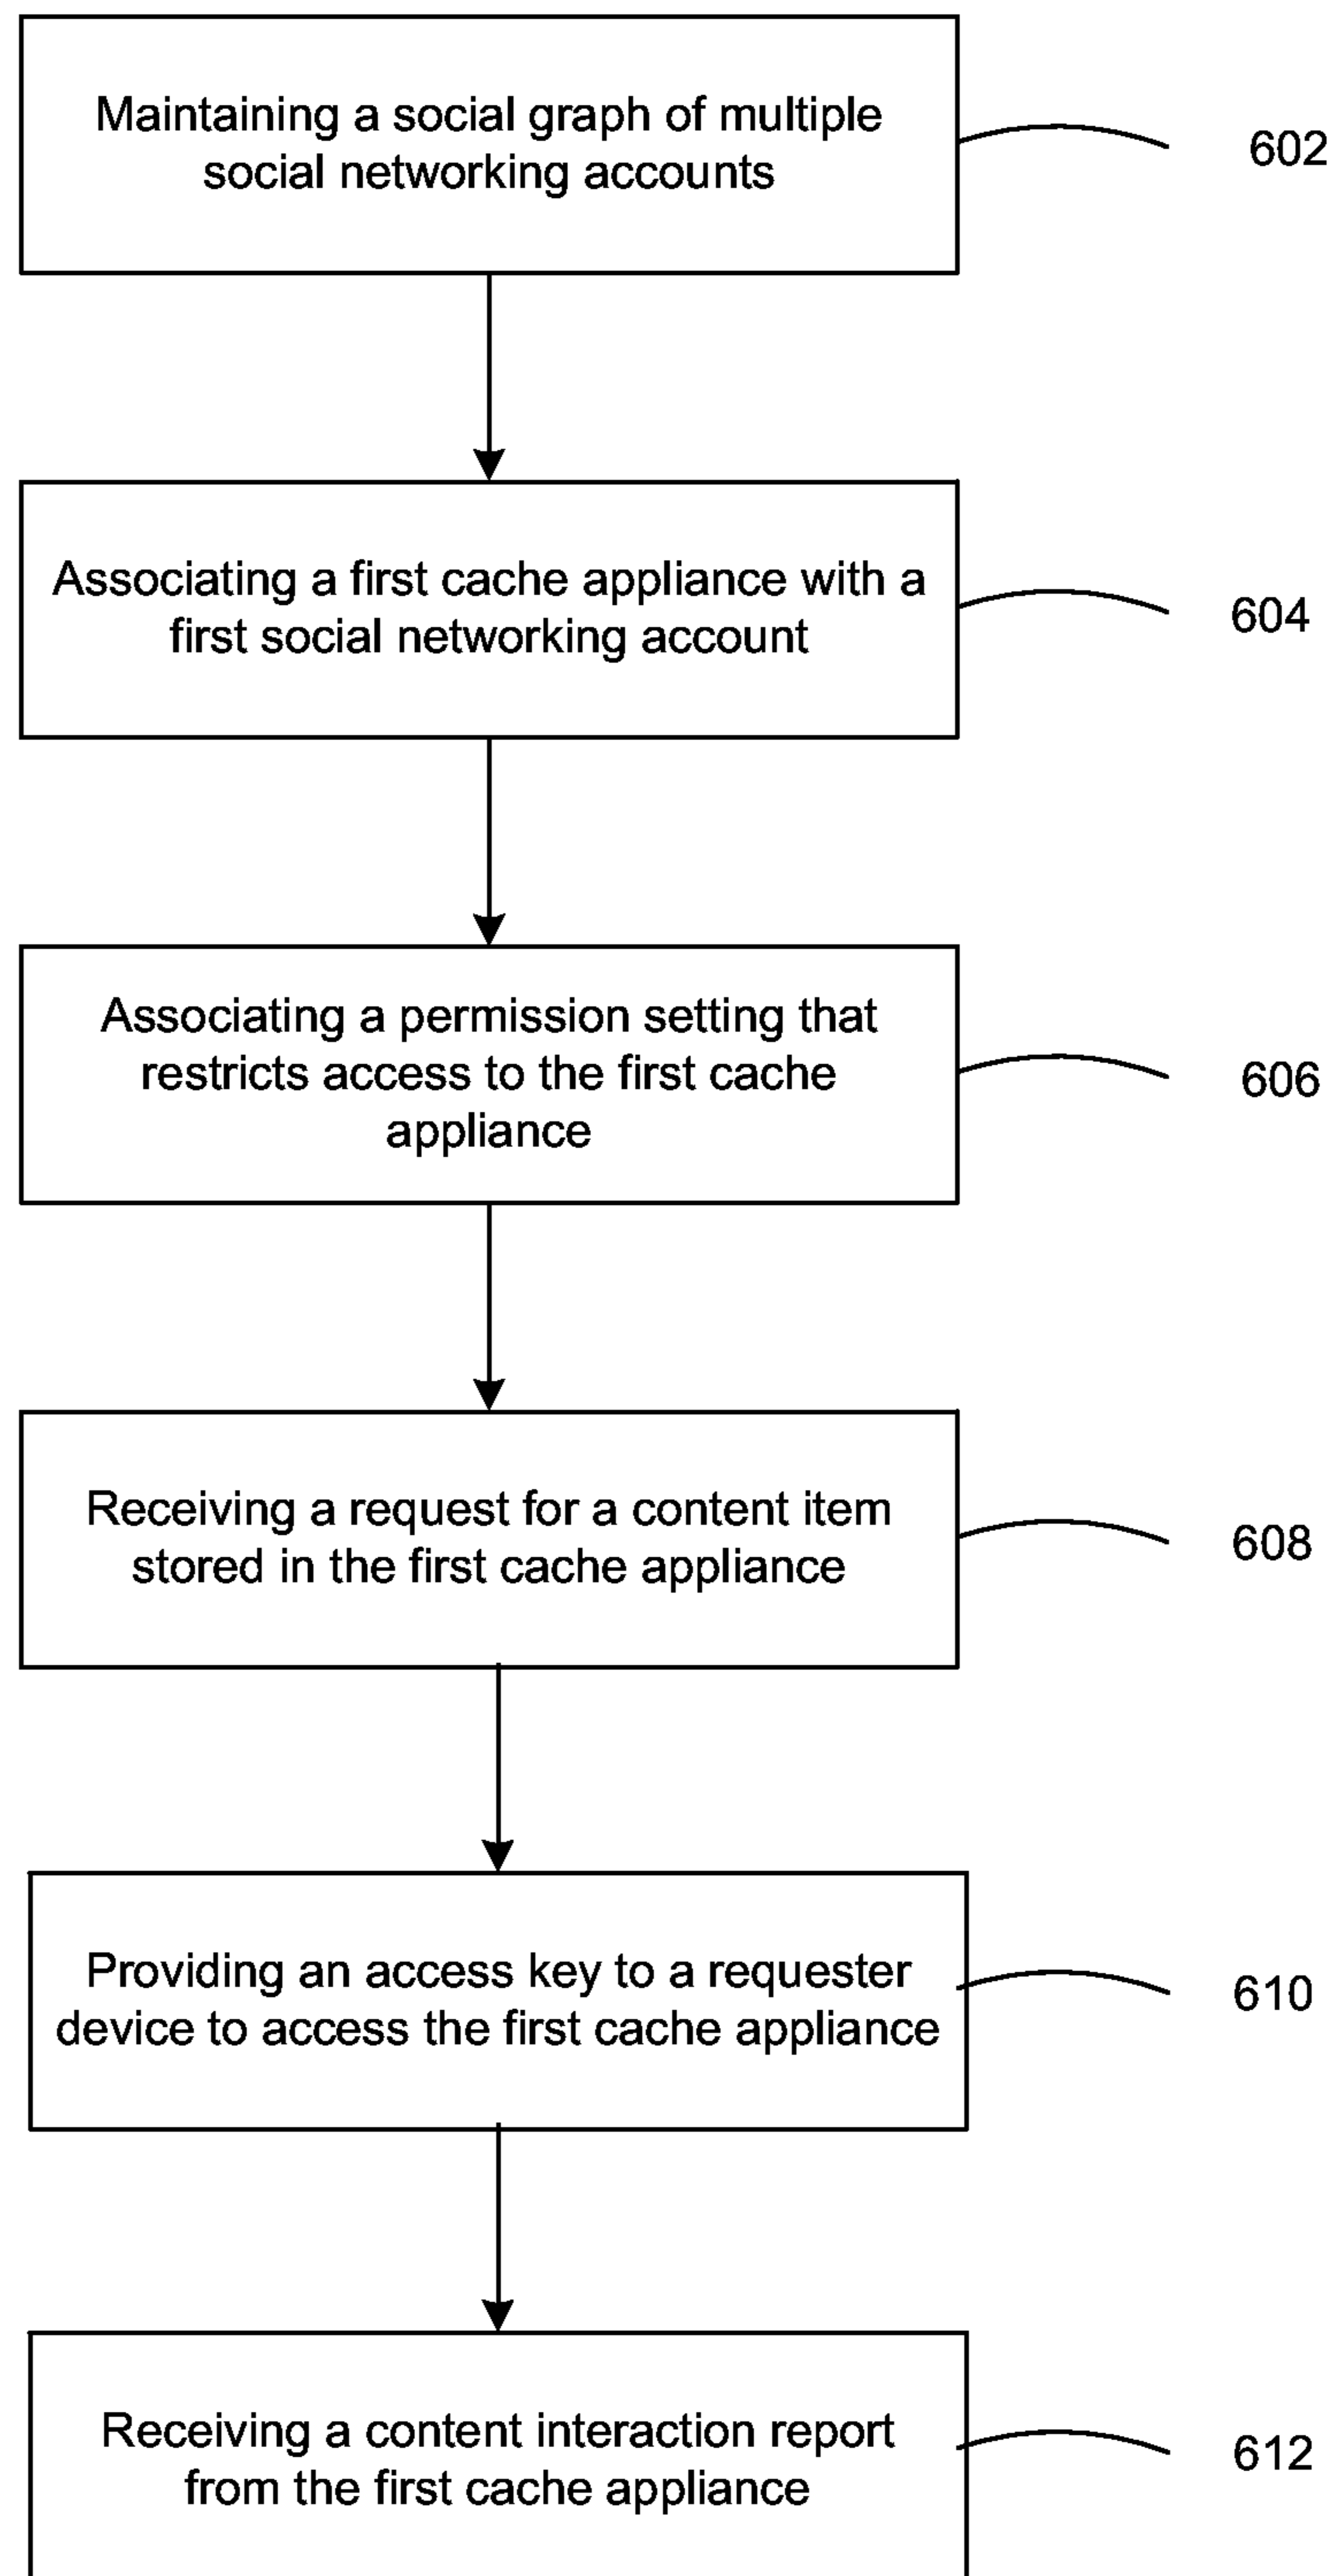 Maintaining a social graph of multiple
social networking accounts
602
Associating a first cache appliance with a
first social networking account
604
Associating a permission setting that
restricts access to the first cache
appliance
606
Receiving a request for a content item
stored in the first cache appliance
608
Providing an access key to a requester
device to access the first cache appliance
610
Receiving a content interaction report
from the first cache appliance
612